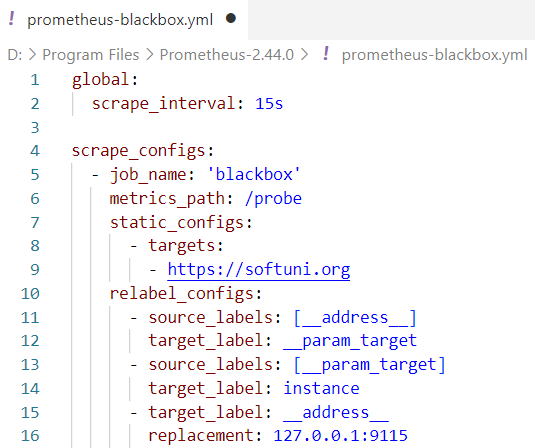 ! prometheus-blackbox.yml ●
D: > Program Files > Prometheus-2.44.0 > ! prometheus-blackbox.yml
1 global:
2   scrape_interval: 15s
3
4 scrape_configs:
5   - job_name: 'blackbox'
6     metrics_path: /probe
7     static_configs:
8       - targets:
9         - https://softuni.org
10     relabel_configs:
11       - source_labels: [__address__]
12         target_label: __param_target
13       - source_labels: [__param_target]
14         target_label: instance
15       - target_label: __address__
16         replacement: 127.0.0.1:9115